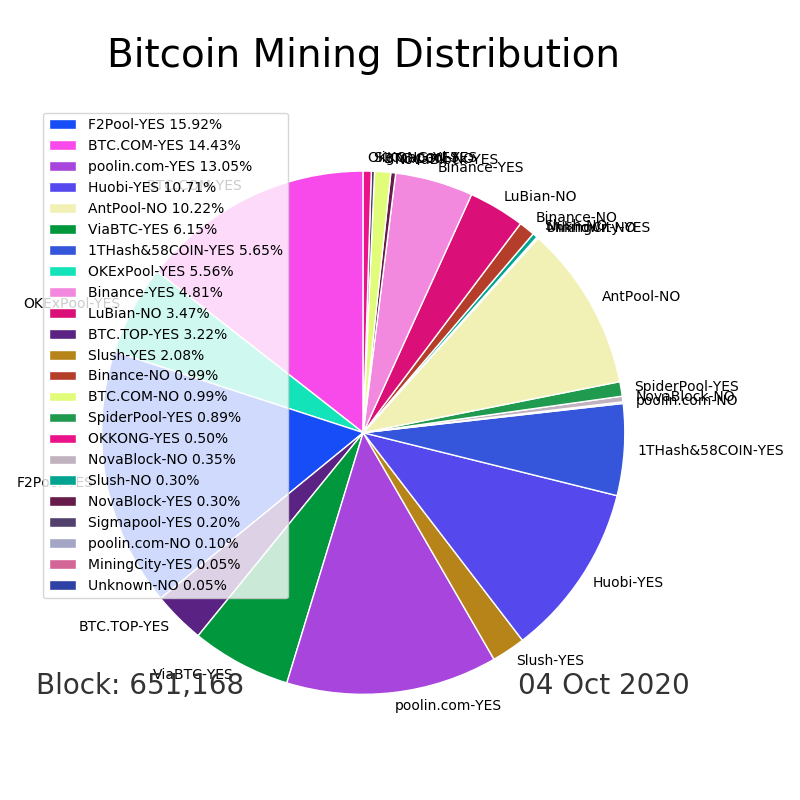 Bitcoin Mining Distribution
F2Pool-YES 15.92%
BTC.COM-YES 14.43%
poolin.com-YES 13.05%
Huobi-YES 10.71%
AntPool-NO 10.22%
ViaBTC-YES 6.15%
1THash&58COIN-YES 5.65%
OKExPool-YES 5.56%
Binance-YES 4.81%
LuBian-NO 3.47%
BTC.TOP-YES 3.22%
Slush-YES 2.08%
Binance-NO 0.99%
BTC.COM-NO 0.99%
SpiderPool-YES 0.89%
OKKONG-YES 0.50%
NovaBlock-NO 0.35%
Slush-NO 0.30%
NovaBlock-YES 0.30%
Sigmapool-YES 0.20%
poolin.com-NO 0.10%
MiningCity-YES 0.05%
Unknown-NO 0.05%
Binance-YES
LuBian-NO
Binance-NO
AntPool-NO
SpiderPool-YES
NovaBlock-NO
poolin.com-NO
1THash&58COIN-YES
Huobi-YES
Slush-YES
poolin.com-YES
ViaBTC-YES
BTC.TOP-YES
OKExPool-YES
Block: 651,168
04 Oct 2020